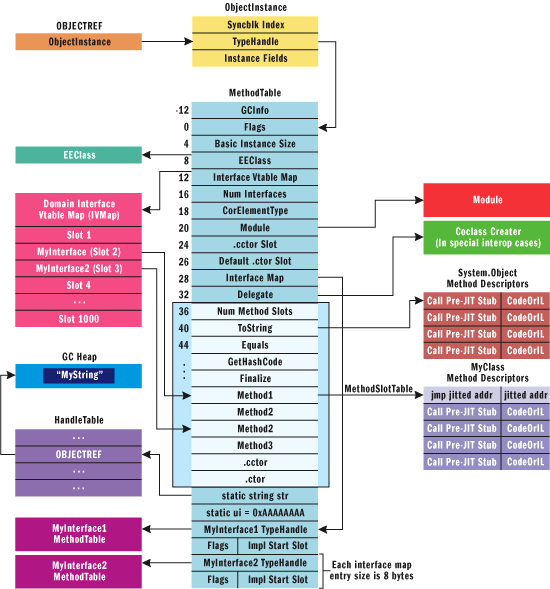 ObjectInstance
OBJECTREF
ObjectInstance
Syncblk Index
TypeHandle
Instance Fields
MethodTable
-12 GCInfo
0 Flags
4 Basic Instance Size
8 EEClass
12 Interface Vtable Map
16 Num Interfaces
18 CorElementType
20 Module
24 .cctor Slot
26 Default .ctor Slot
28 Interface Map
32 Delegate
36 Num Method Slots
40 ToString
44 Equals
GetHashCode
Finalize
Method1
Method2
Method2
Method3
.cctor
.ctor
static string str
static ui = 0xAAAAAAAA
MyInterface1 TypeHandle
Flags Impl Start Slot
MyInterface2 TypeHandle
Flags Impl Start Slot
EEClass
Domain Interface
Vtable Map (IVMap)
Slot 1
MyInterface (Slot 2)
MyInterface2 (Slot 3)
Slot 4
...
Slot 1000
GC Heap
"MyString"
HandleTable
...
OBJECTREF
...
...
MyInterface1
MethodTable
MyInterface2
MethodTable
Module
Coclass Creater
(In special interop cases)
System.Object
Method Descriptors
Call Pre-JIT Stub CodeOrIL
Call Pre-JIT Stub CodeOrIL
Call Pre-JIT Stub CodeOrIL
Call Pre-JIT Stub CodeOrIL
MyClass
Method Descriptors
MethodSlotTable
jmp jitted addr jitted addr
Call Pre-JIT Stub CodeOrIL
Call Pre-JIT Stub CodeOrIL
Call Pre-JIT Stub CodeOrIL
Call Pre-JIT Stub CodeOrIL
Each interface map
entry size is 8 bytes